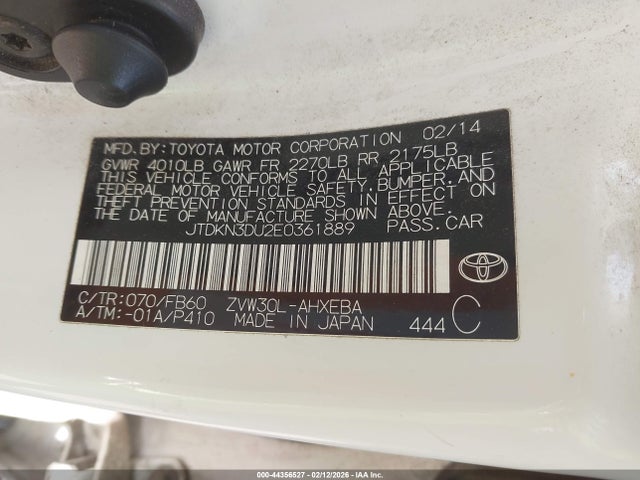 MFD. BY: TOYOTA MOTOR CORPORATION 02/14
GVWR 4010LB GAWR FR 2270LB RR 2175LB
THIS VEHICLE CONFORMS TO ALL APPLICABLE
FEDERAL MOTOR VEHICLE SAFETY, BUMPER, AND
THEFT PREVENTION STANDARDS IN EFFECT ON
THE DATE OF MANUFACTURE SHOWN ABOVE.
JTDKN3DU2E0361889 PASS. CAR
C/TR: 070/FB60 ZVW30L-AHXEBA
A/TM: -01A/P410 MADE IN JAPAN 444 C
000-44356527 - 02/12/2026 - IAA Inc.